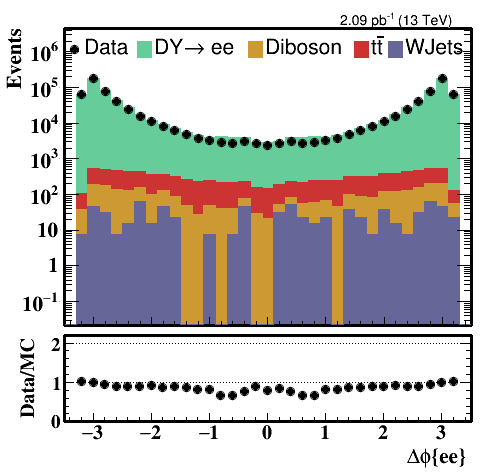 2.09 pb⁻¹ (13 TeV)
Events
Data DY→ ee Diboson tt̄ WJets
10⁶
10⁵
10⁴
10³
10²
10
1
10⁻¹
Data/MC
2
1
0
−3 −2 −1 0 1 2 3
Δϕ{ee}